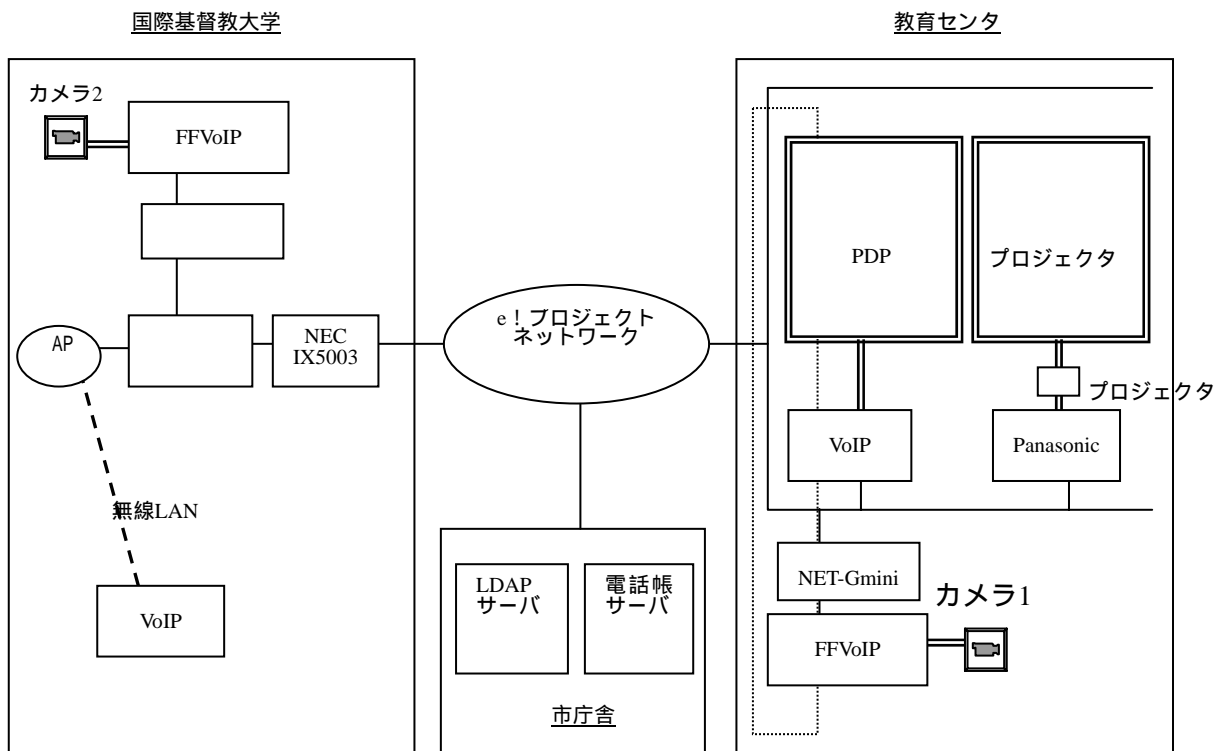 国際基督教大学
教育センタ
カメラ2
FFVoIP
AP
NEC
IX5003
無線LAN
VoIP
e！プロジェクト
ネットワーク
LDAP
サーバ
電話帳
サーバ
市庁舎
PDP
プロジェクタ
プロジェクタ
VoIP
Panasonic
NET-Gmini
カメラ1
FFVoIP